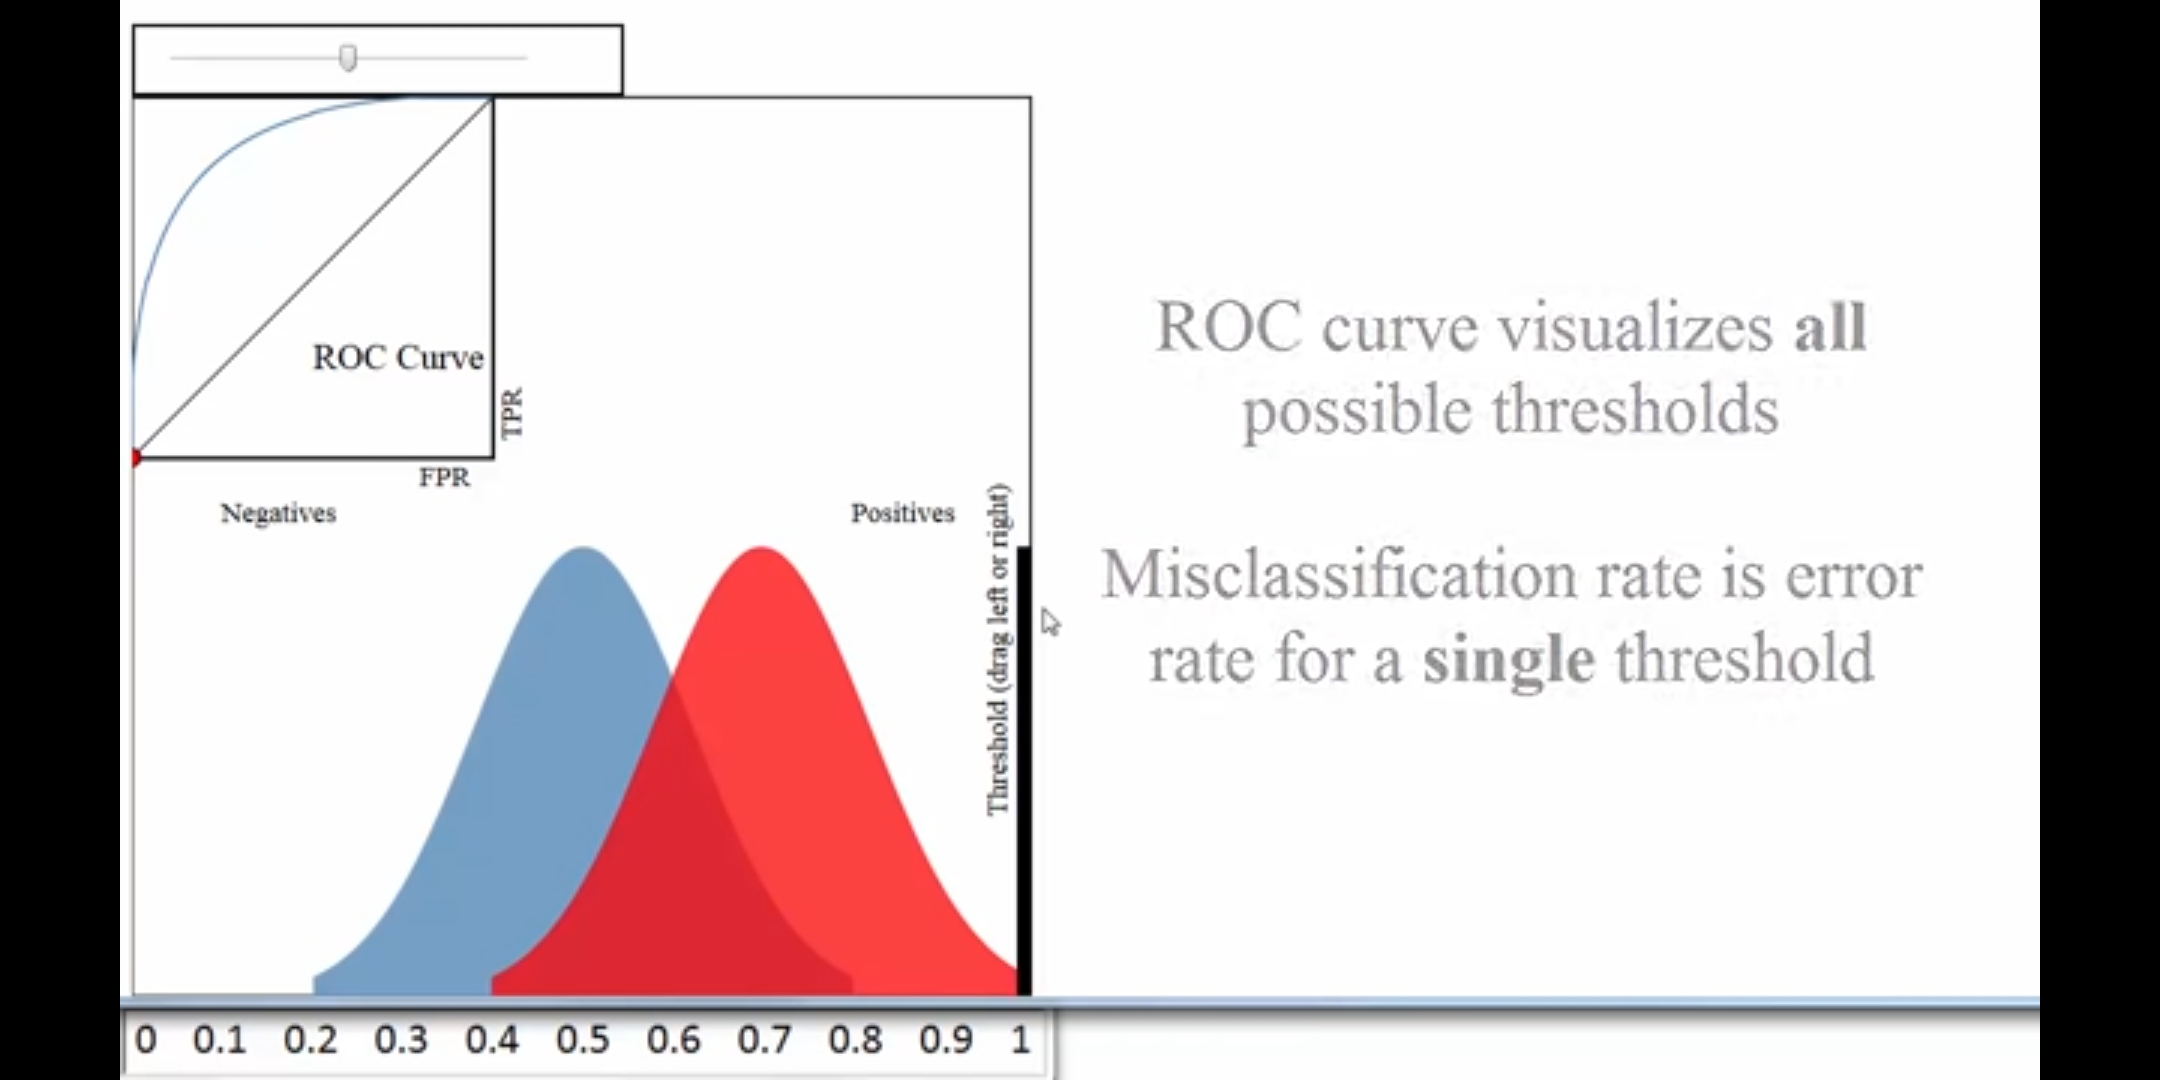 ROC Curve
TPR
FPR
Negatives
Positives
Threshold (drag left or right)
0 0.1 0.2 0.3 0.4 0.5 0.6 0.7 0.8 0.9 1
ROC curve visualizes all
possible thresholds
Misclassification rate is error
rate for a single threshold